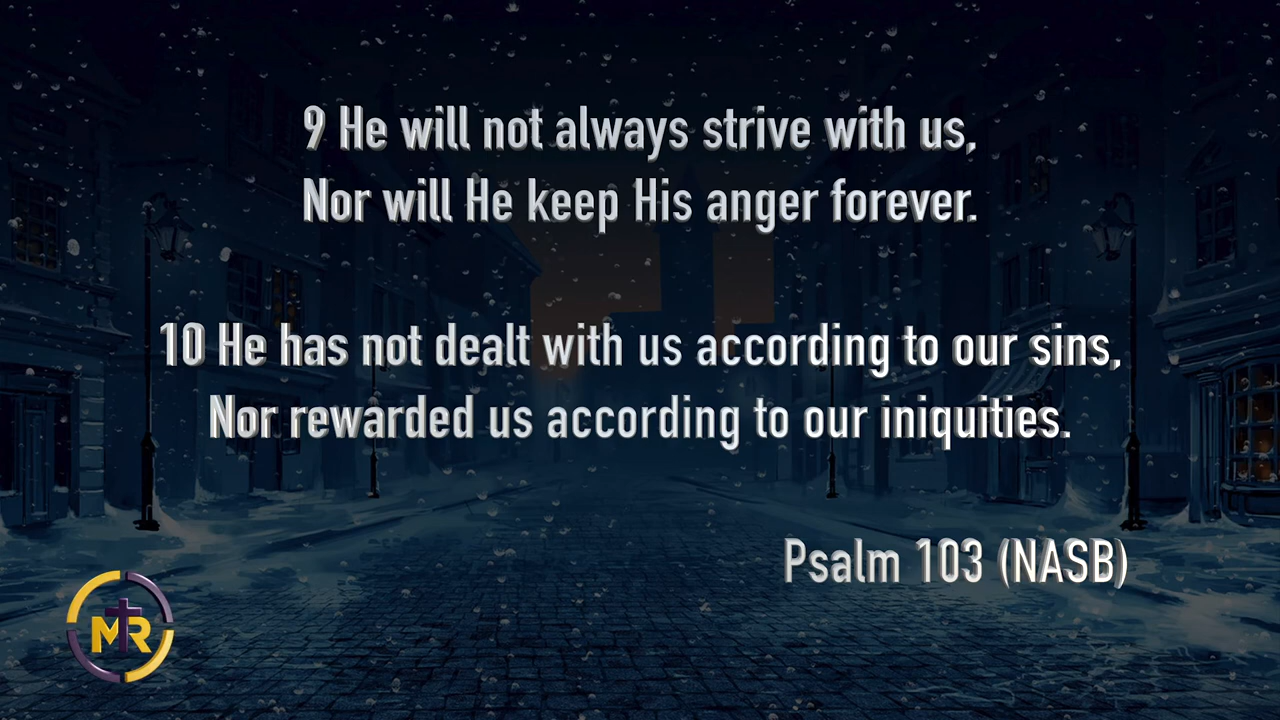 9 He will not always strive with us,
Nor will He keep His anger forever.
10 He has not dealt with us according to our sins,
Nor rewarded us according to our iniquities.
Psalm 103 (NASB)
MR